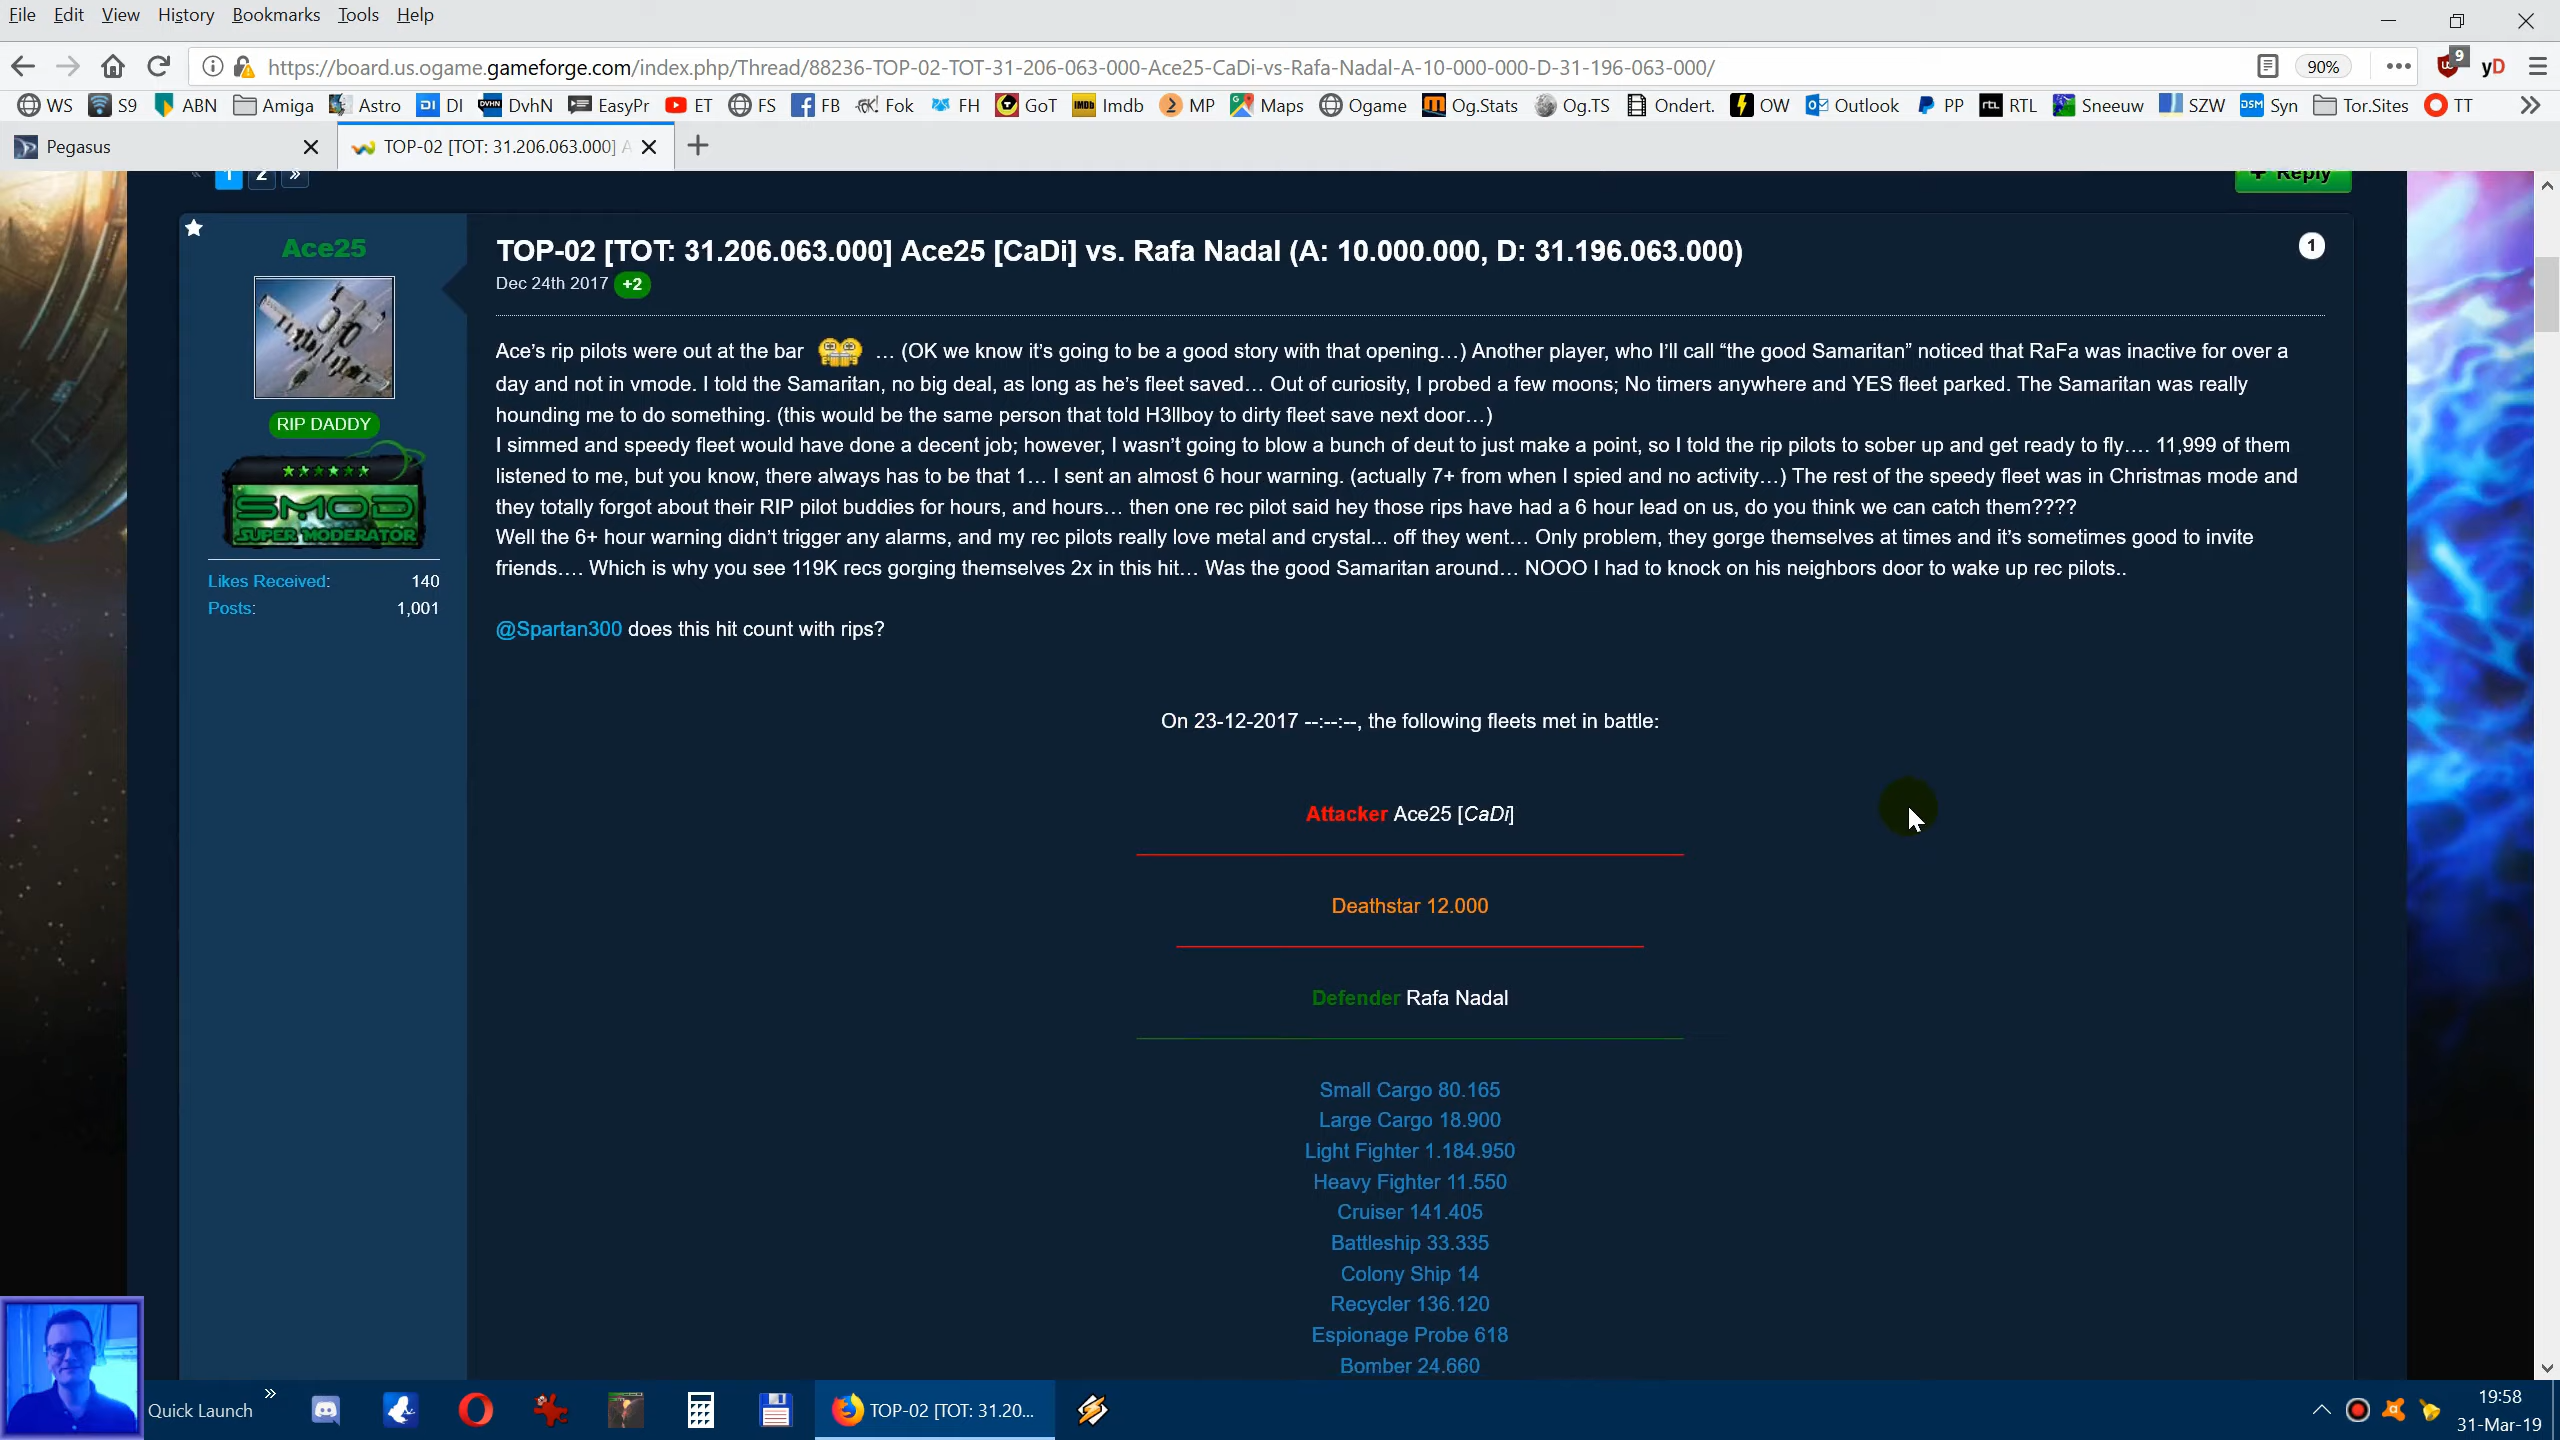 File Edit View History Bookmarks Tools Help
https://board.us.ogame.gameforge.com/index.php/Thread/88236-TOP-02-TOT-31-206-063-000-Ace25-CaDi-vs-Rafa-Nadal-A-10-000-000-D-31-196-063-000/ 90% 9 yD
WS S9 ABN Amiga Astro DI DvhN EasyPr ET FS FB Fok FH GoT Imdb MP Maps Ogame Og.Stats Og.TS Ondert. OW Outlook PP RTL Sneeuw SZW Syn Tor.Sites TT
Pegasus TOP-02 [TOT: 31.206.063.000] A
1 2 » Reply
Ace25
TOP-02 [TOT: 31.206.063.000] Ace25 [CaDi] vs. Rafa Nadal (A: 10.000.000, D: 31.196.063.000) 1
Dec 24th 2017 +2
Ace’s rip pilots were out at the bar … (OK we know it’s going to be a good story with that opening…) Another player, who I’ll call “the good Samaritan” noticed that RaFa was inactive for over a
day and not in vmode. I told the Samaritan, no big deal, as long as he’s fleet saved… Out of curiosity, I probed a few moons; No timers anywhere and YES fleet parked. The Samaritan was really
hounding me to do something. (this would be the same person that told H3llboy to dirty fleet save next door…)
I simmed and speedy fleet would have done a decent job; however, I wasn’t going to blow a bunch of deut to just make a point, so I told the rip pilots to sober up and get ready to fly…. 11,999 of them
listened to me, but you know, there always has to be that 1… I sent an almost 6 hour warning. (actually 7+ from when I spied and no activity…) The rest of the speedy fleet was in Christmas mode and
they totally forgot about their RIP pilot buddies for hours, and hours… then one rec pilot said hey those rips have had a 6 hour lead on us, do you think we can catch them????
Well the 6+ hour warning didn’t trigger any alarms, and my rec pilots really love metal and crystal... off they went… Only problem, they gorge themselves at times and it’s sometimes good to invite
friends…. Which is why you see 119K recs gorging themselves 2x in this hit… Was the good Samaritan around… NOOO I had to knock on his neighbors door to wake up rec pilots..
RIP DADDY
SMOD
SUPER MODERATOR
Likes Received: 140
Posts: 1,001
@Spartan300 does this hit count with rips?
On 23-12-2017 --:--:--, the following fleets met in battle:
Attacker Ace25 [CaDi]
Deathstar 12.000
Defender Rafa Nadal
Small Cargo 80.165
Large Cargo 18.900
Light Fighter 1.184.950
Heavy Fighter 11.550
Cruiser 141.405
Battleship 33.335
Colony Ship 14
Recycler 136.120
Espionage Probe 618
Bomber 24.660
Quick Launch » TOP-02 [TOT: 31.20... 19:58
31-Mar-19